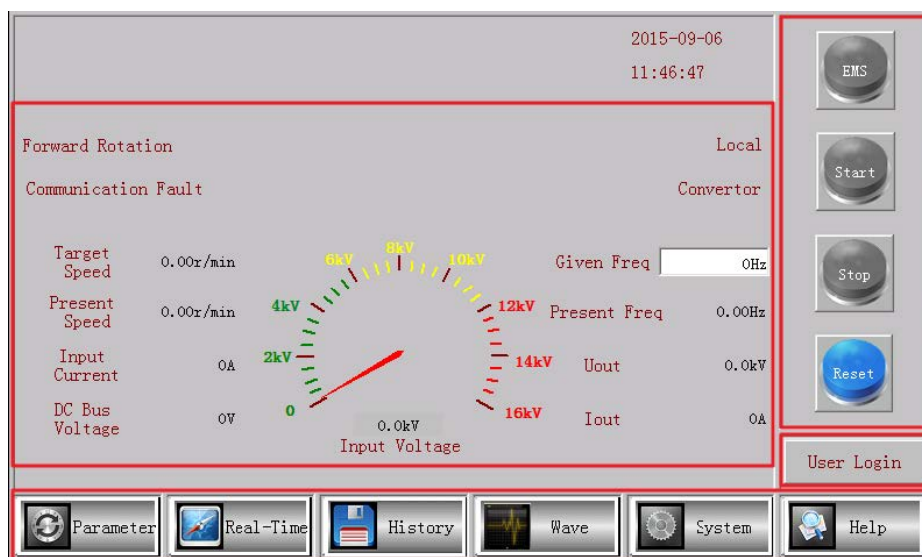 2015-09-06
11:46:47
EMS
Forward Rotation
Local
Start
Communication Fault
Convertor
Target Speed
0.00r/min
6kV
8kV
10kV
Given Freq
0Hz
Stop
Present Speed
0.00r/min
4kV
12kV
Present Freq
0.00Hz
Input Current
0A
2kV
14kV
Uout
0.0kV
Reset
DC Bus Voltage
0V
0
0.0kV
16kV
Iout
0A
Input Voltage
User Login
Parameter
Real-Time
History
Wave
System
Help